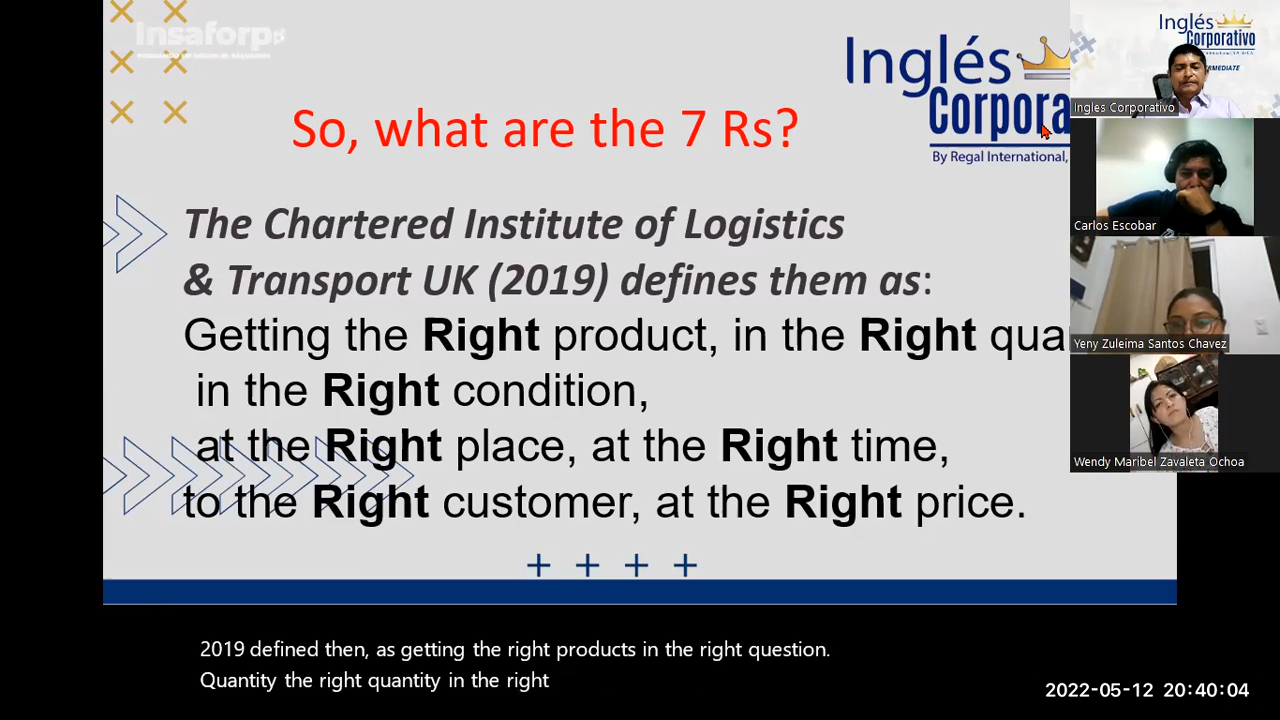 Insaforp
Inglés
Corpora
By Regal International,
So, what are the 7 Rs?
The Chartered Institute of Logistics
& Transport UK (2019) defines them as:
Getting the Right product, in the Right qua
in the Right condition,
at the Right place, at the Right time,
to the Right customer, at the Right price.
Inglés
Corporativo
Ingles Corporativo
Carlos Escobar
Yeny Zuleima Santos Chavez
Wendy Maribel Zavaleta Ochoa
2019 defined then, as getting the right products in the right question.
Quantity the right quantity in the right
2022-05-12 20:40:04